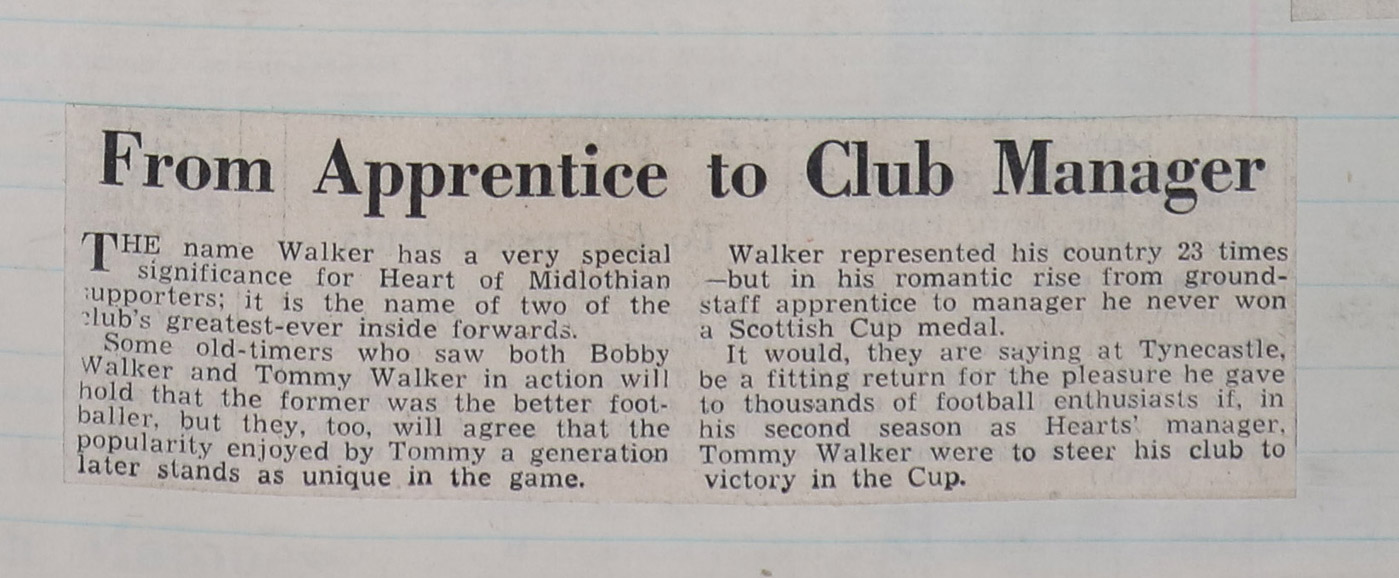 From Apprentice to Club Manager
THE name Walker has a very special
significance for Heart of Midlothian
supporters; it is the name of two of the
club's greatest-ever inside forwards.
Some old-timers who saw both Bobby
Walker and Tommy Walker in action will
hold that the former was the better foot-
baller, but they, too, will agree that the
popularity enjoyed by Tommy a generation
later stands as unique in the game.
Walker represented his country 23 times
—but in his romantic rise from ground-
staff apprentice to manager he never won
a Scottish Cup medal.
It would, they are saying at Tynecastle,
be a fitting return for the pleasure he gave
to thousands of football enthusiasts if, in
his second season as Hearts' manager,
Tommy Walker were to steer his club to
victory in the Cup.